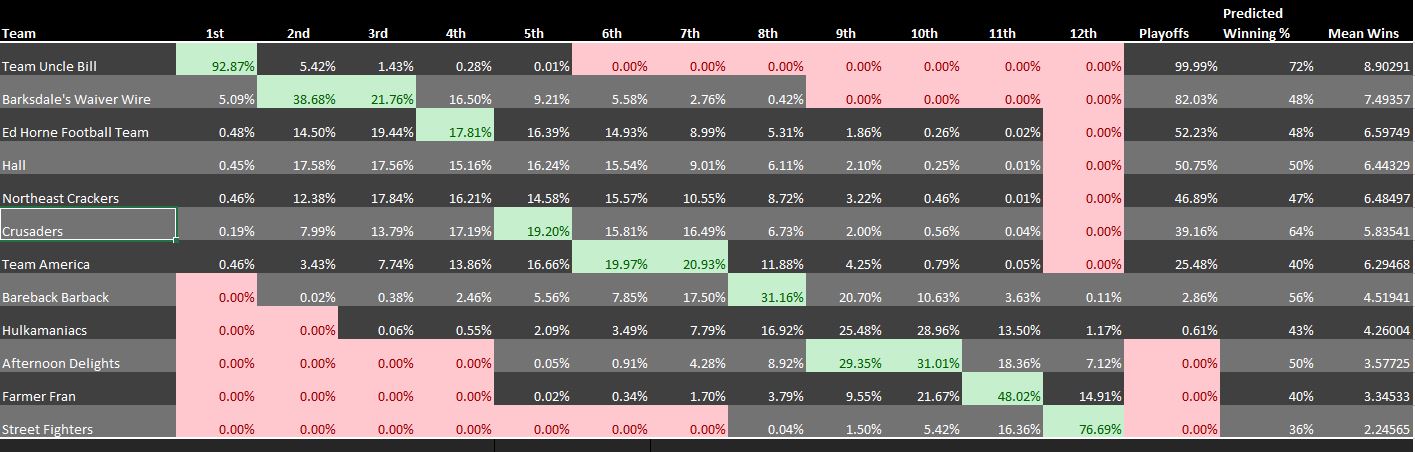 Predicted
Team 1st 2nd 3rd 4th 5th 6th 7th 8th 9th 10th 11th 12th Playoffs Winning % Mean Wins
Team Uncle Bill 92.87% 5.42% 1.43% 0.28% 0.01% 0.00% 0.00% 0.00% 0.00% 0.00% 0.00% 0.00% 99.99% 72% 8.90291
Barksdale's Waiver Wire 5.09% 38.68% 21.76% 16.50% 9.21% 5.58% 2.76% 0.42% 0.00% 0.00% 0.00% 0.00% 82.03% 48% 7.49357
Ed Horne Football Team 0.48% 14.50% 19.44% 17.81% 16.39% 14.93% 8.99% 5.31% 1.86% 0.26% 0.02% 0.00% 52.23% 48% 6.59749
Hall 0.45% 17.58% 17.56% 15.16% 16.24% 15.54% 9.01% 6.11% 2.10% 0.25% 0.01% 0.00% 50.75% 50% 6.44329
Northeast Crackers 0.46% 12.38% 17.84% 16.21% 14.58% 15.57% 10.55% 8.72% 3.22% 0.46% 0.01% 0.00% 46.89% 47% 6.48497
Crusaders 0.19% 7.99% 13.79% 17.19% 19.20% 15.81% 16.49% 6.73% 2.00% 0.56% 0.04% 0.00% 39.16% 64% 5.83541
Team America 0.46% 3.43% 7.74% 13.86% 16.66% 19.97% 20.93% 11.88% 4.25% 0.79% 0.05% 0.00% 25.48% 40% 6.29468
Bareback Barback 0.00% 0.02% 0.38% 2.46% 5.56% 7.85% 17.50% 31.16% 20.70% 10.63% 3.63% 0.11% 2.86% 56% 4.51941
Hulkamaniacs 0.00% 0.00% 0.06% 0.55% 2.09% 3.49% 7.79% 16.92% 25.48% 28.96% 13.50% 1.17% 0.61% 43% 4.26004
Afternoon Delights 0.00% 0.00% 0.00% 0.00% 0.05% 0.91% 4.28% 8.92% 29.35% 31.01% 18.36% 7.12% 0.00% 50% 3.57725
Farmer Fran 0.00% 0.00% 0.00% 0.00% 0.02% 0.34% 1.70% 3.79% 9.55% 21.67% 48.02% 14.91% 0.00% 40% 3.34533
Street Fighters 0.00% 0.00% 0.00% 0.00% 0.00% 0.00% 0.00% 0.04% 1.50% 5.42% 16.36% 76.69% 0.00% 36% 2.24565